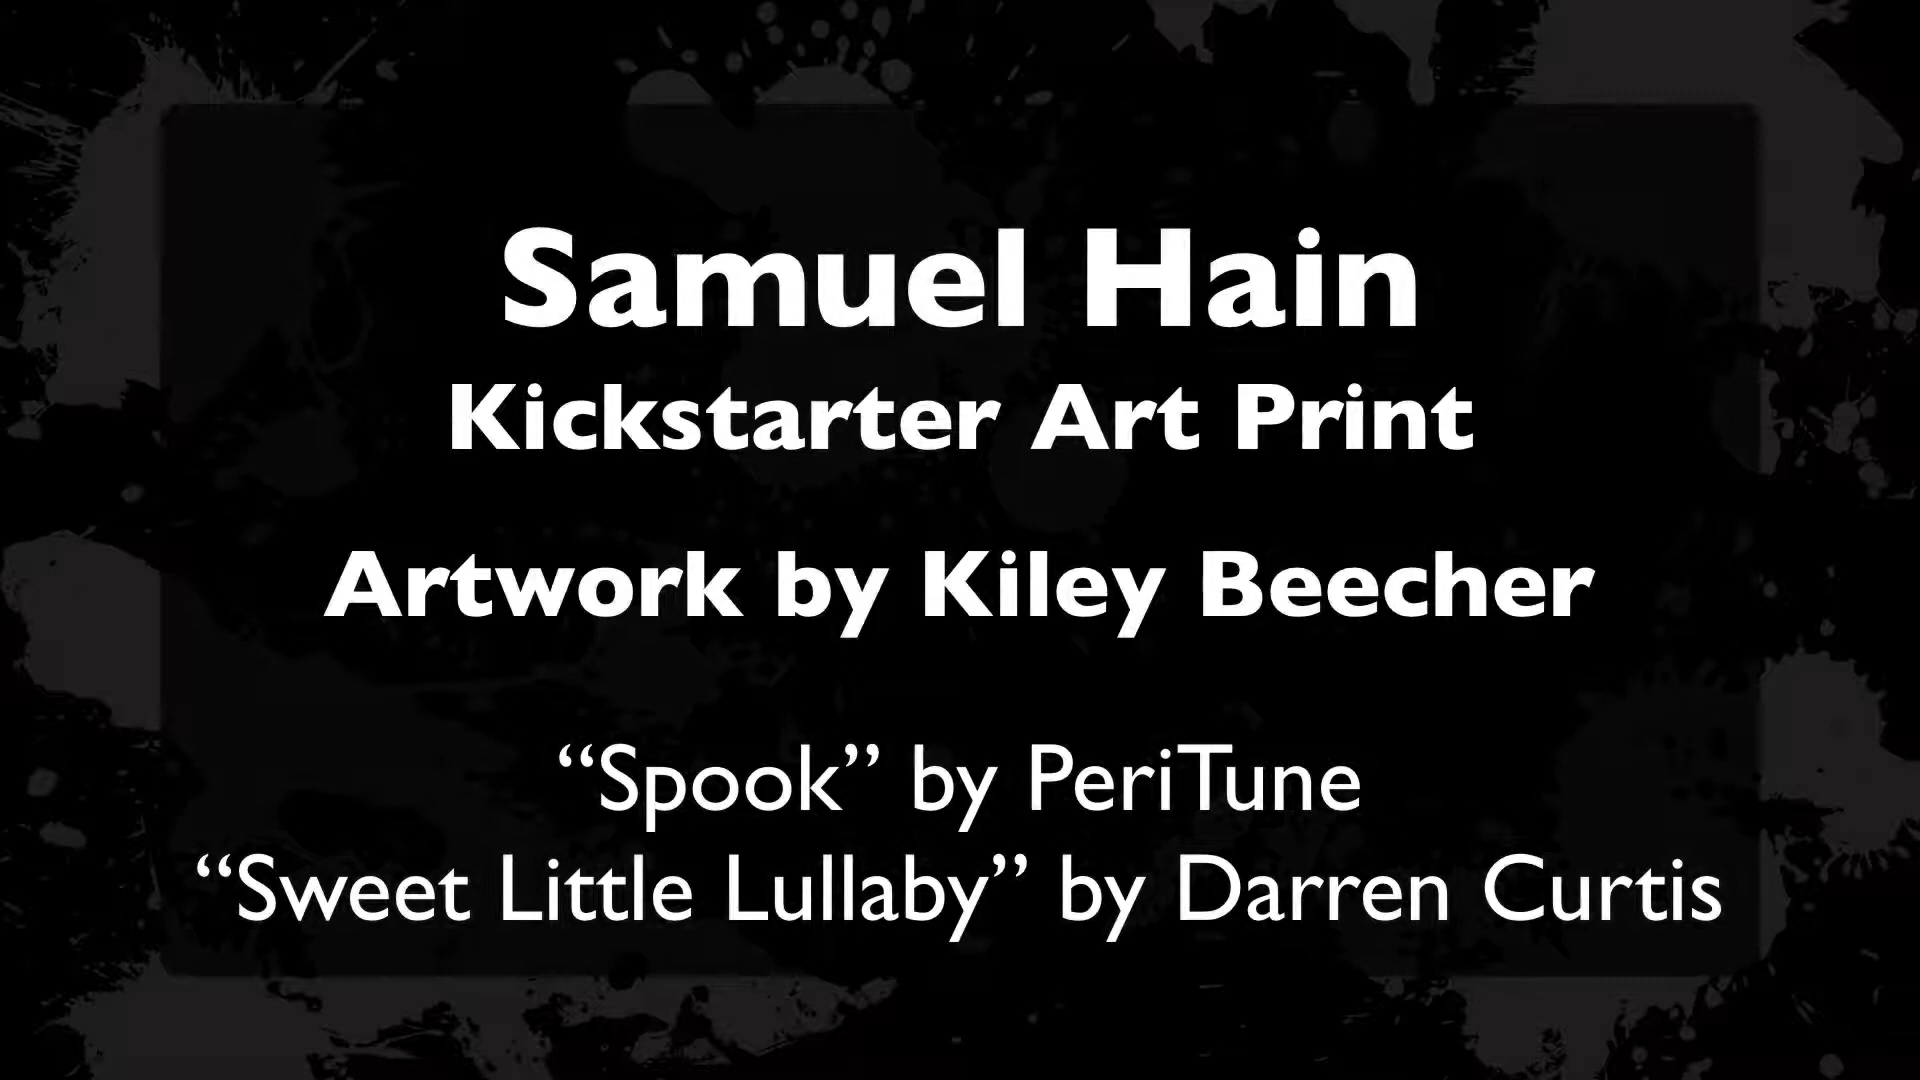 Samuel Hain
Kickstarter Art Print
Artwork by Kiley Beecher
“Spook” by PeriTune
“Sweet Little Lullaby” by Darren Curtis